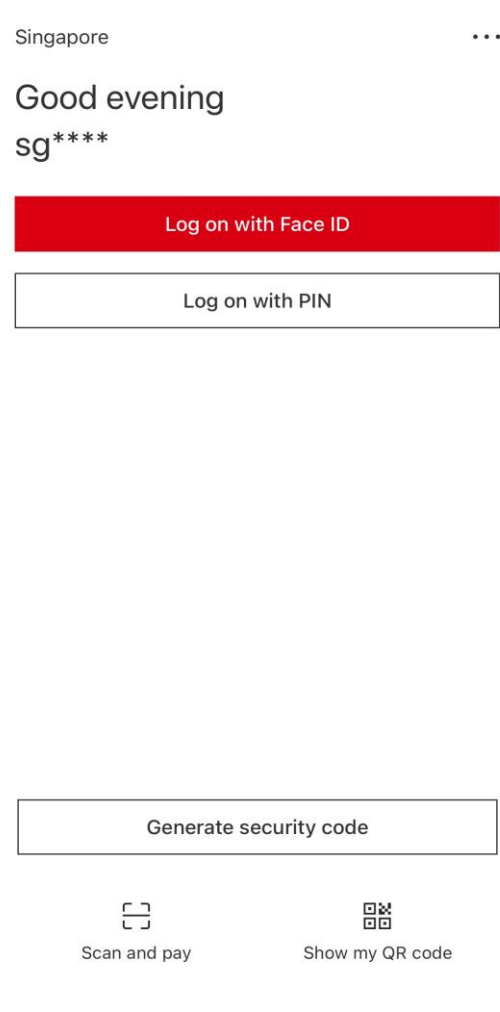 Singapore
Good evening
sg****
Log on with Face ID
Log on with PIN
Generate security code
Scan and pay
Show my QR code